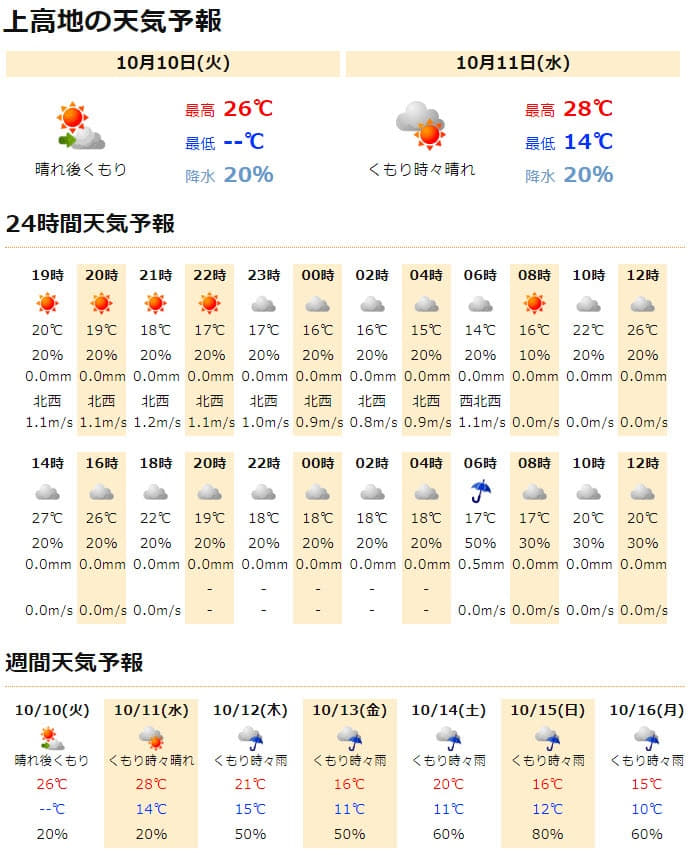 上高地の天気予報
10月10日(火) 10月11日(水)
最高 26℃ 最高 28℃
最低 --℃ 最低 14℃
晴れ後くもり 降水 20% くもり時々晴れ 降水 20%
24時間天気予報
19時 20時 21時 22時 23時 00時 02時 04時 06時 08時 10時 12時
20℃ 19℃ 18℃ 17℃ 17℃ 16℃ 16℃ 15℃ 14℃ 16℃ 22℃ 26℃
20% 20% 20% 20% 20% 20% 20% 20% 20% 10% 20% 20%
0.0mm 0.0mm 0.0mm 0.0mm 0.0mm 0.0mm 0.0mm 0.0mm 0.0mm 0.0mm 0.0mm 0.0mm
北西 北西 北西 北西 北西 北西 北西 北西 西北西
1.1m/s 1.1m/s 1.2m/s 1.1m/s 1.0m/s 0.9m/s 0.8m/s 0.9m/s 1.1m/s 0.0m/s 0.0m/s 0.0m/s
14時 16時 18時 20時 22時 00時 02時 04時 06時 08時 10時 12時
27℃ 26℃ 22℃ 19℃ 18℃ 18℃ 18℃ 18℃ 17℃ 17℃ 20℃ 20℃
20% 20% 20% 20% 20% 20% 20% 20% 50% 30% 30% 30%
0.0mm 0.0mm 0.0mm 0.0mm 0.0mm 0.0mm 0.0mm 0.0mm 0.5mm 0.0mm 0.0mm 0.0mm
- - - - -
0.0m/s 0.0m/s 0.0m/s - - - - - 0.0m/s 0.0m/s 0.0m/s 0.0m/s
週間天気予報
10/10(火) 10/11(水) 10/12(木) 10/13(金) 10/14(土) 10/15(日) 10/16(月)
晴れ後くもり くもり時々晴れ くもり時々雨 くもり時々雨 くもり時々雨 くもり時々雨 くもり時々雨
26℃ 28℃ 21℃ 16℃ 20℃ 16℃ 15℃
--℃ 14℃ 15℃ 11℃ 11℃ 12℃ 10℃
20% 20% 50% 50% 60% 80% 60%